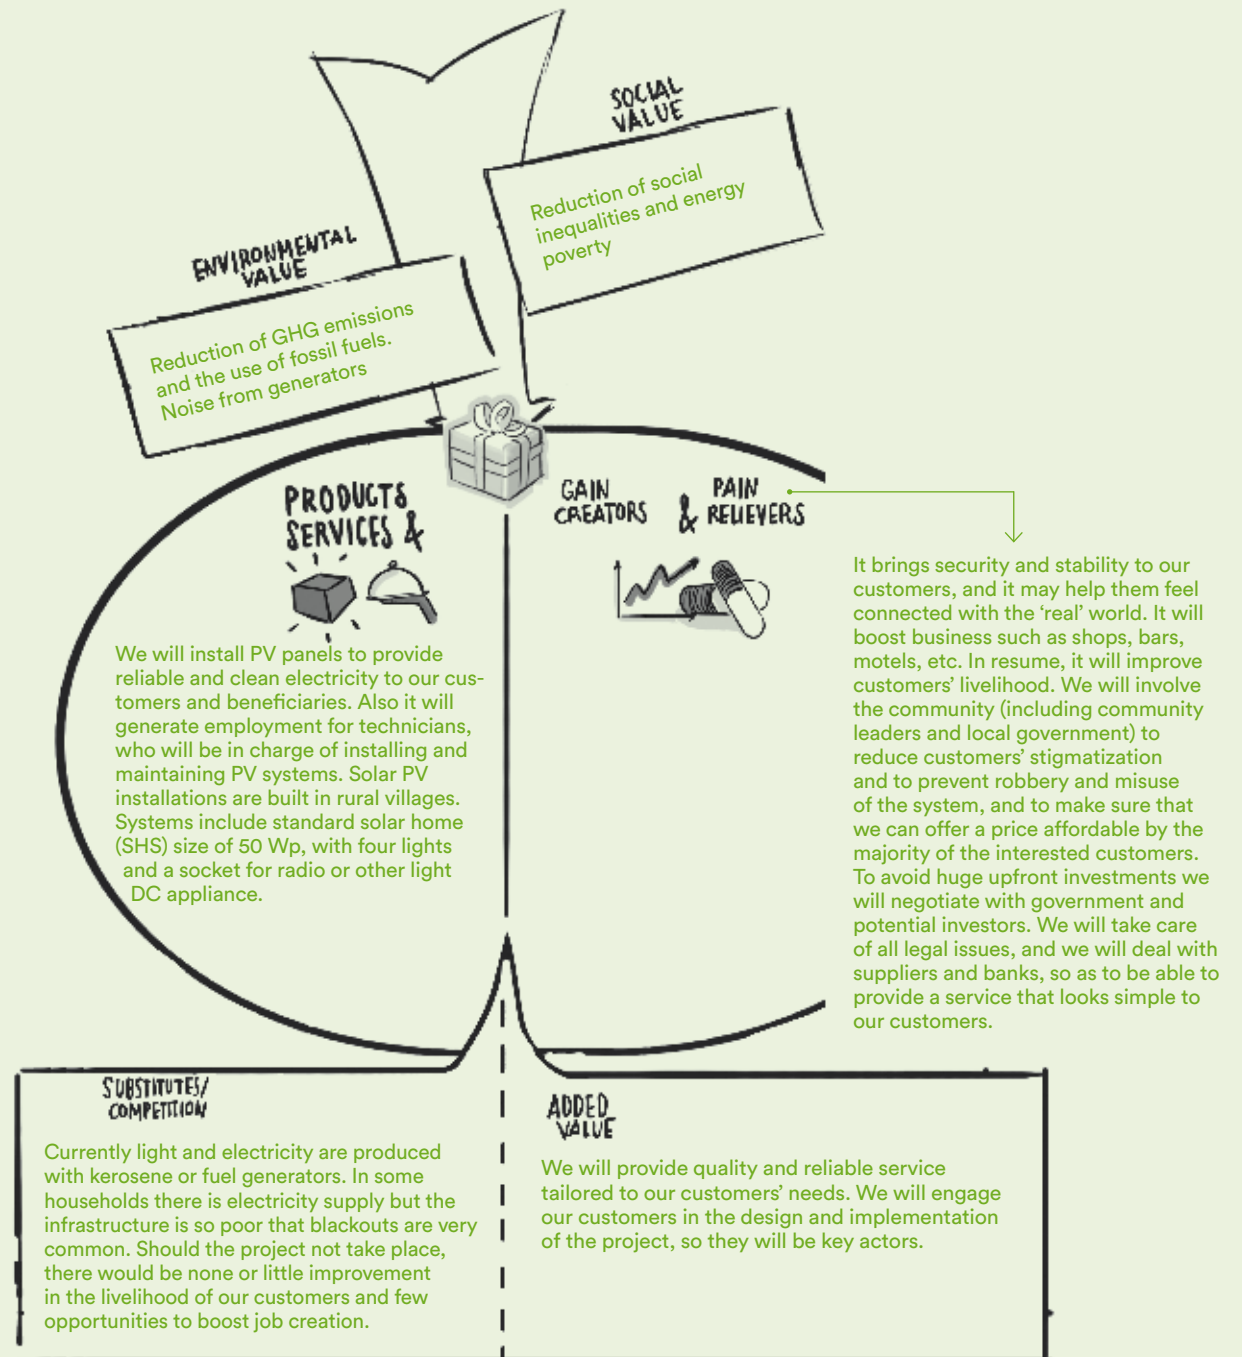 SOCIAL
VALUE
Reduction of social
inequalities and energy
poverty
ENVIRONMENTAL
VALUE
Reduction of GHG emissions
and the use of fossil fuels.
Noise from generators
PRODUCTS
SERVICES &
We will install PV panels to provide
reliable and clean electricity to our cus-
tomers and beneficiaries. Also it will
generate employment for technicians,
who will be in charge of installing and
maintaining PV systems. Solar PV
installations are built in rural villages.
Systems include standard solar home
(SHS) size of 50 Wp, with four lights
and a socket for radio or other light
DC appliance.
GAIN
CREATORS
& PAIN
RELIEVERS
It brings security and stability to our
customers, and it may help them feel
connected with the ‘real’ world. It will
boost business such as shops, bars,
motels, etc. In resume, it will improve
customers’ livelihood. We will involve
the community (including community
leaders and local government) to
reduce customers’ stigmatization
and to prevent robbery and misuse
of the system, and to make sure that
we can offer a price affordable by the
majority of the interested customers.
To avoid huge upfront investments we
will negotiate with government and
potential investors. We will take care
of all legal issues, and we will deal with
suppliers and banks, so as to be able to
provide a service that looks simple to
our customers.
SUBSTITUTES/
COMPETITION
Currently light and electricity are produced
with kerosene or fuel generators. In some
households there is electricity supply but the
infrastructure is so poor that blackouts are very
common. Should the project not take place,
there would be none or little improvement
in the livelihood of our customers and few
opportunities to boost job creation.
ADDED
VALUE
We will provide quality and reliable service
tailored to our customers’ needs. We will engage
our customers in the design and implementation
of the project, so they will be key actors.